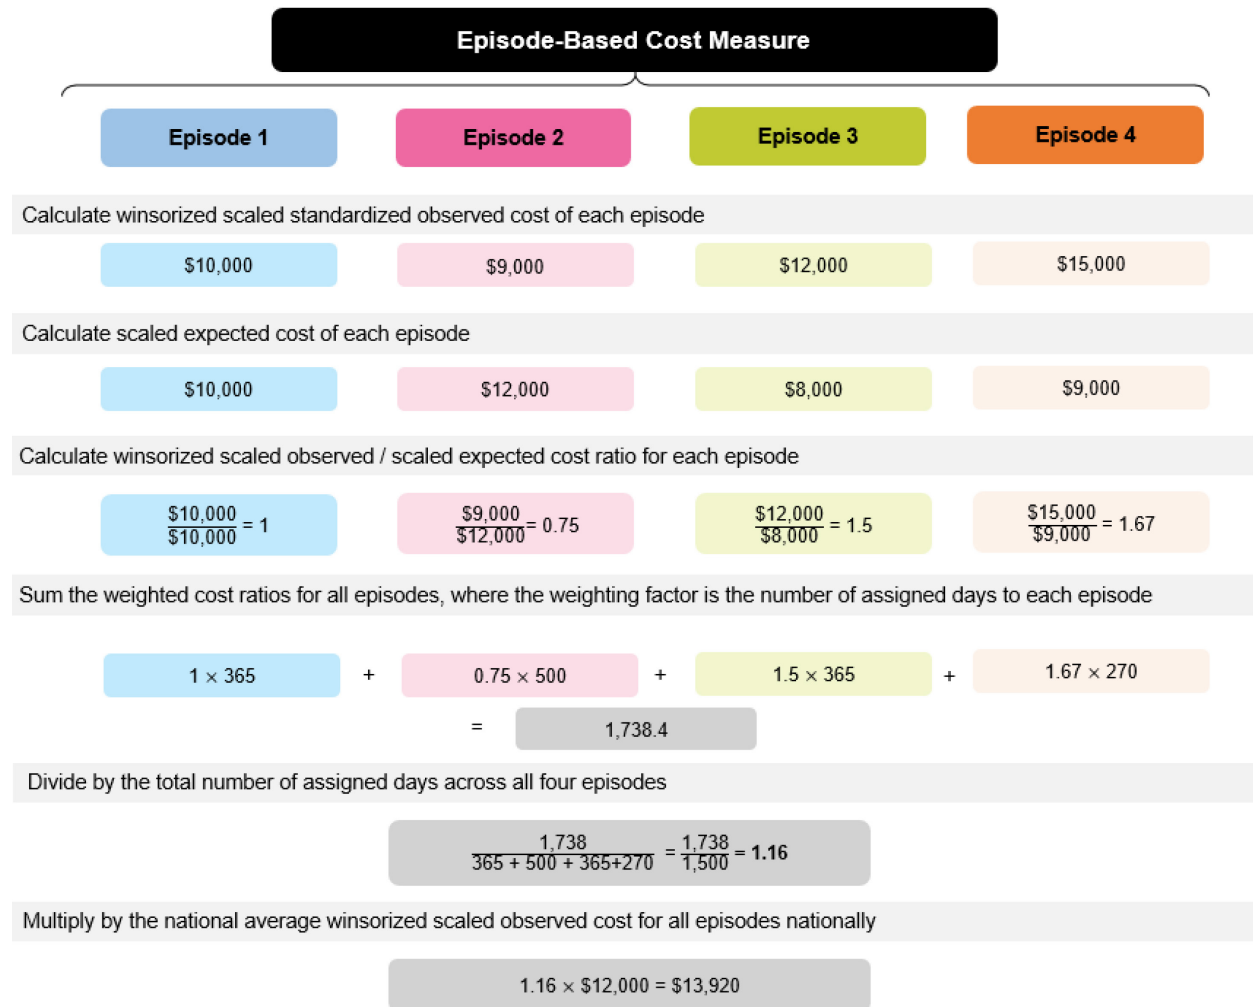 Episode-Based Cost Measure
Episode 1
Episode 2
Episode 3
Episode 4
Calculate winsorized scaled standardized observed cost of each episode
$10,000
$9,000
$12,000
$15,000
Calculate scaled expected cost of each episode
$10,000
$12,000
$8,000
$9,000
Calculate winsorized scaled observed / scaled expected cost ratio for each episode
$10,000
$10,000 = 1
$9,000
$12,000 = 0.75
$12,000
$8,000 = 1.5
$15,000
$9,000 = 1.67
Sum the weighted cost ratios for all episodes, where the weighting factor is the number of assigned days to each episode
1 × 365 + 0.75 × 500 + 1.5 × 365 + 1.67 × 270
= 1,738.4
Divide by the total number of assigned days across all four episodes
1,738
365 + 500 + 365+270
= 1,738
1,500
= 1.16
Multiply by the national average winsorized scaled observed cost for all episodes nationally
1.16 × $12,000 = $13,920